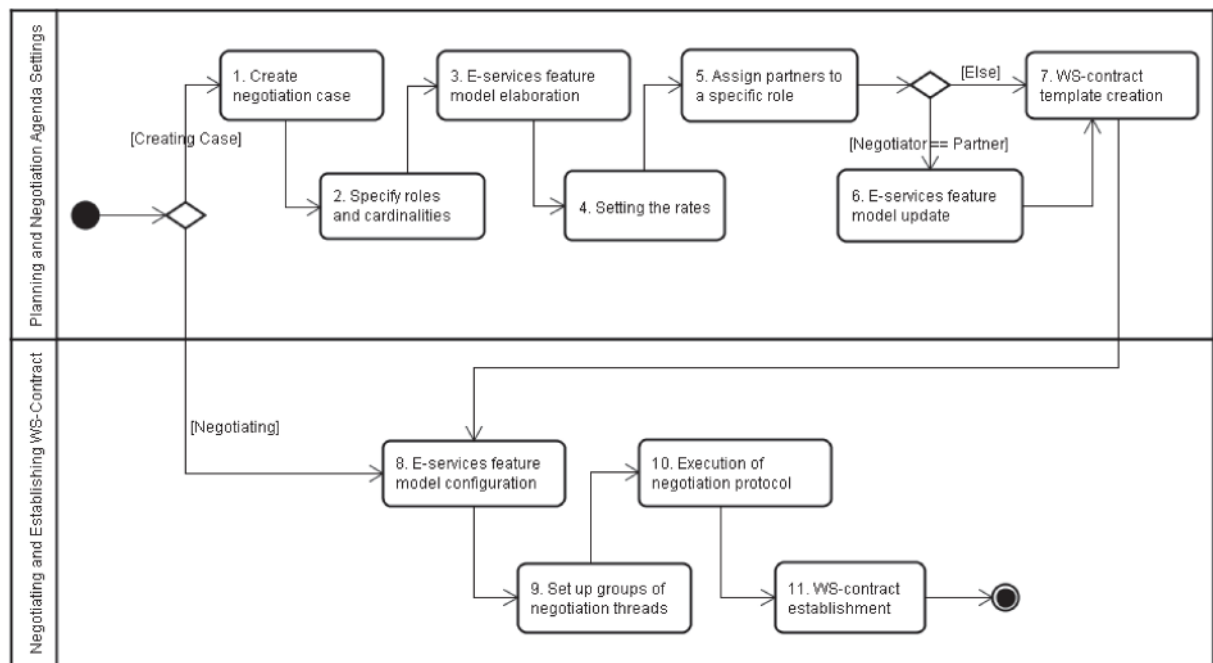 Planning and Negotiation Agenda Settings
1. Create
negotiation case
3. E-services feature
model elaboration
5. Assign partners to
a specific role
[Else]
7. WS-contract
template creation
[Creating Case]
[Negotiator == Partner]
2. Specify roles
and cardinalities
4. Setting the rates
6. E-services feature
model update
Negotiating and Establishing WS-Contract
[Negotiating]
8. E-services feature
model configuration
10. Execution of
negotiation protocol
9. Set up groups of
negotiation threads
11. WS-contract
establishment